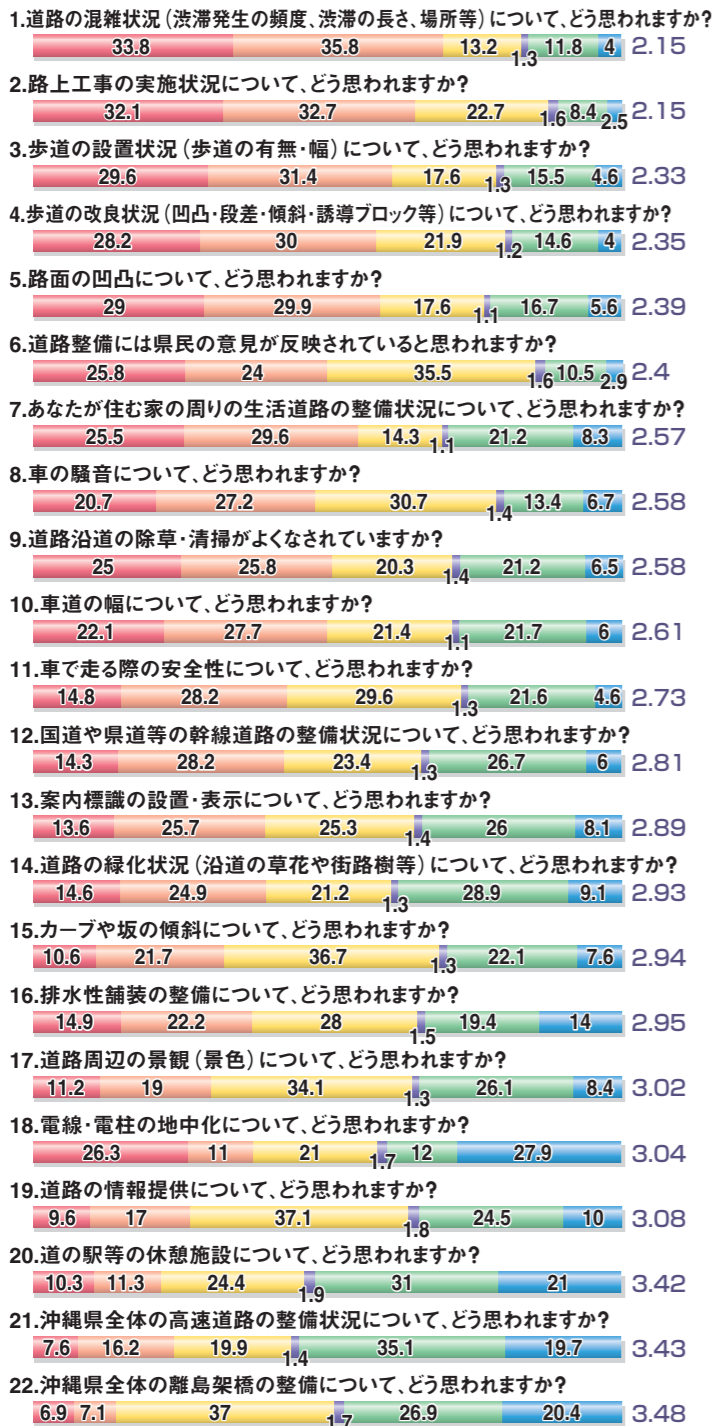 1.道路の混雑状況(渋滞発生の頻度、渋滞の長さ、場所等)について、どう思われますか?
33.8 35.8 13.2 1.3 11.8 4 2.15
2.路上工事の実施状況について、どう思われますか?
32.1 32.7 22.7 1.6 8.4 2.5 2.15
3.歩道の設置状況(歩道の有無・幅)について、どう思われますか?
29.6 31.4 17.6 1.3 15.5 4.6 2.33
4.歩道の改良状況(凹凸・段差・傾斜・誘導ブロック等)について、どう思われますか?
28.2 30 21.9 1.2 14.6 4 2.35
5.路面の凹凸について、どう思われますか?
29 29.9 17.6 1.1 16.7 5.6 2.39
6.道路整備には県民の意見が反映されていると思われますか?
25.8 24 35.5 1.6 10.5 2.9 2.4
7.あなたが住む家の周りの生活道路の整備状況について、どう思われますか?
25.5 29.6 14.3 1.1 21.2 8.3 2.57
8.車の騒音について、どう思われますか?
20.7 27.2 30.7 1.4 13.4 6.7 2.58
9.道路沿道の除草・清掃がよくなされていますか?
25 25.8 20.3 1.4 21.2 6.5 2.58
10.車道の幅について、どう思われますか?
22.1 27.7 21.4 1.1 21.7 6 2.61
11.車で走る際の安全性について、どう思われますか?
14.8 28.2 29.6 1.3 21.6 4.6 2.73
12.国道や県道等の幹線道路の整備状況について、どう思われますか?
14.3 28.2 23.4 1.3 26.7 6 2.81
13.案内標識の設置・表示について、どう思われますか?
13.6 25.7 25.3 1.4 26 8.1 2.89
14.道路の緑化状況(沿道の草花や街路樹等)について、どう思われますか?
14.6 24.9 21.2 1.3 28.9 9.1 2.93
15.カーブや坂の傾斜について、どう思われますか?
10.6 21.7 36.7 1.3 22.1 7.6 2.94
16.排水性舗装の整備について、どう思われますか?
14.9 22.2 28 1.5 19.4 14 2.95
17.道路周辺の景観(景色)について、どう思われますか?
11.2 19 34.1 1.3 26.1 8.4 3.02
18.電線・電柱の地中化について、どう思われますか?
26.3 11 21 1.7 12 27.9 3.04
19.道路の情報提供について、どう思われますか?
9.6 17 37.1 1.8 24.5 10 3.08
20.道の駅等の休憩施設について、どう思われますか?
10.3 11.3 24.4 1.9 31 21 3.42
21.沖縄県全体の高速道路の整備状況について、どう思われますか?
7.6 16.2 19.9 1.4 35.1 19.7 3.43
22.沖縄県全体の離島架橋の整備について、どう思われますか?
6.9 7.1 37 1.7 26.9 20.4 3.48